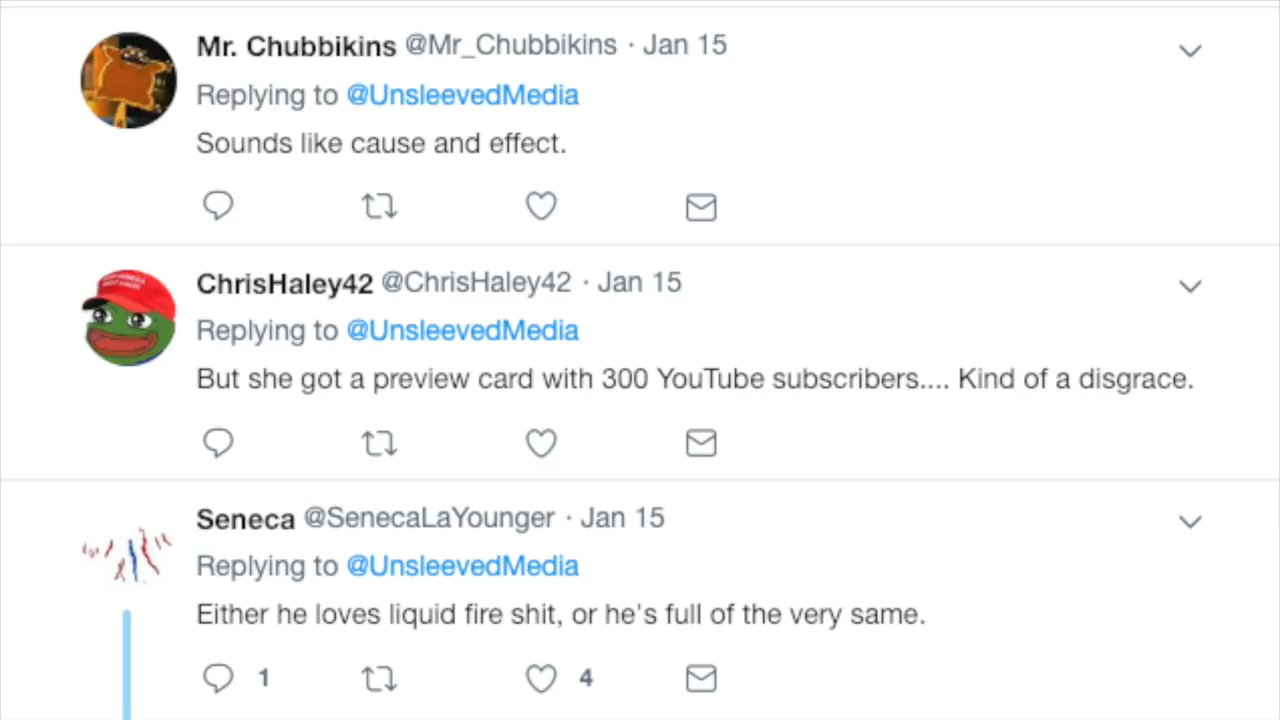 Mr. Chubbikins @Mr_Chubbikins · Jan 15
Replying to @UnsleevedMedia
Sounds like cause and effect.
ChrisHaley42 @ChrisHaley42 · Jan 15
Replying to @UnsleevedMedia
But she got a preview card with 300 YouTube subscribers.... Kind of a disgrace.
Seneca @SenecaLaYounger · Jan 15
Replying to @UnsleevedMedia
Either he loves liquid fire shit, or he's full of the very same.
1 4